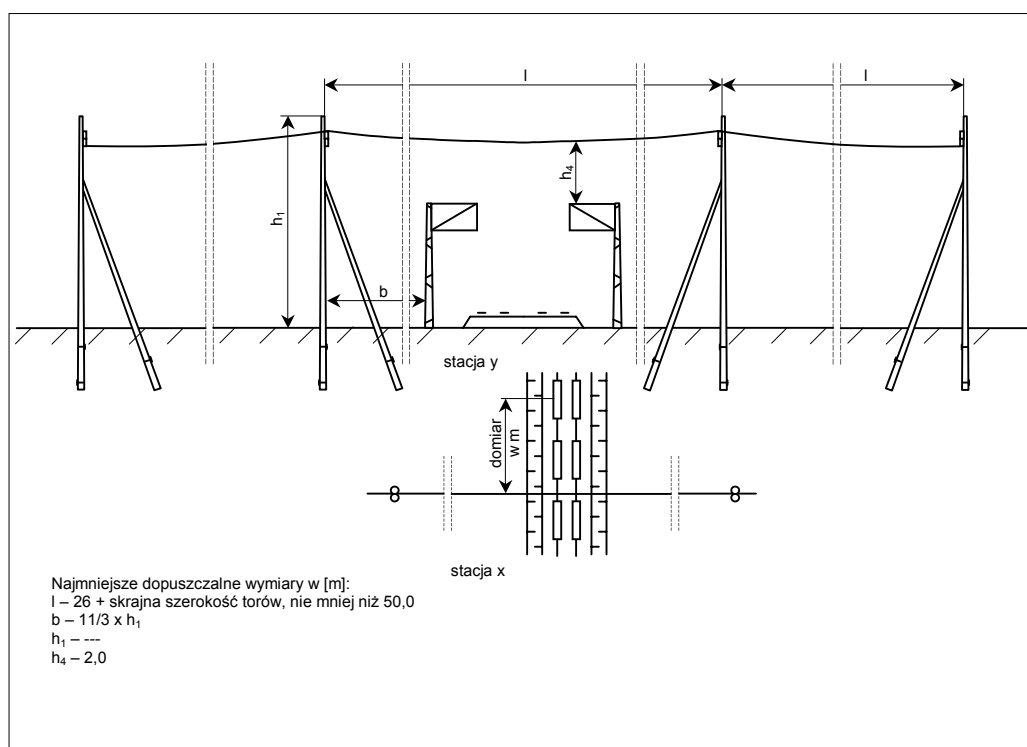 l
l
h₄
h₁
b
stacja y
domiar
w m
stacja x
Najmniejsze dopuszczalne wymiary w [m]:
l – 26 + skrajna szerokość torów, nie mniej niż 50,0
b – 11/3 x h₁
h₁ – ---
h₄ – 2,0